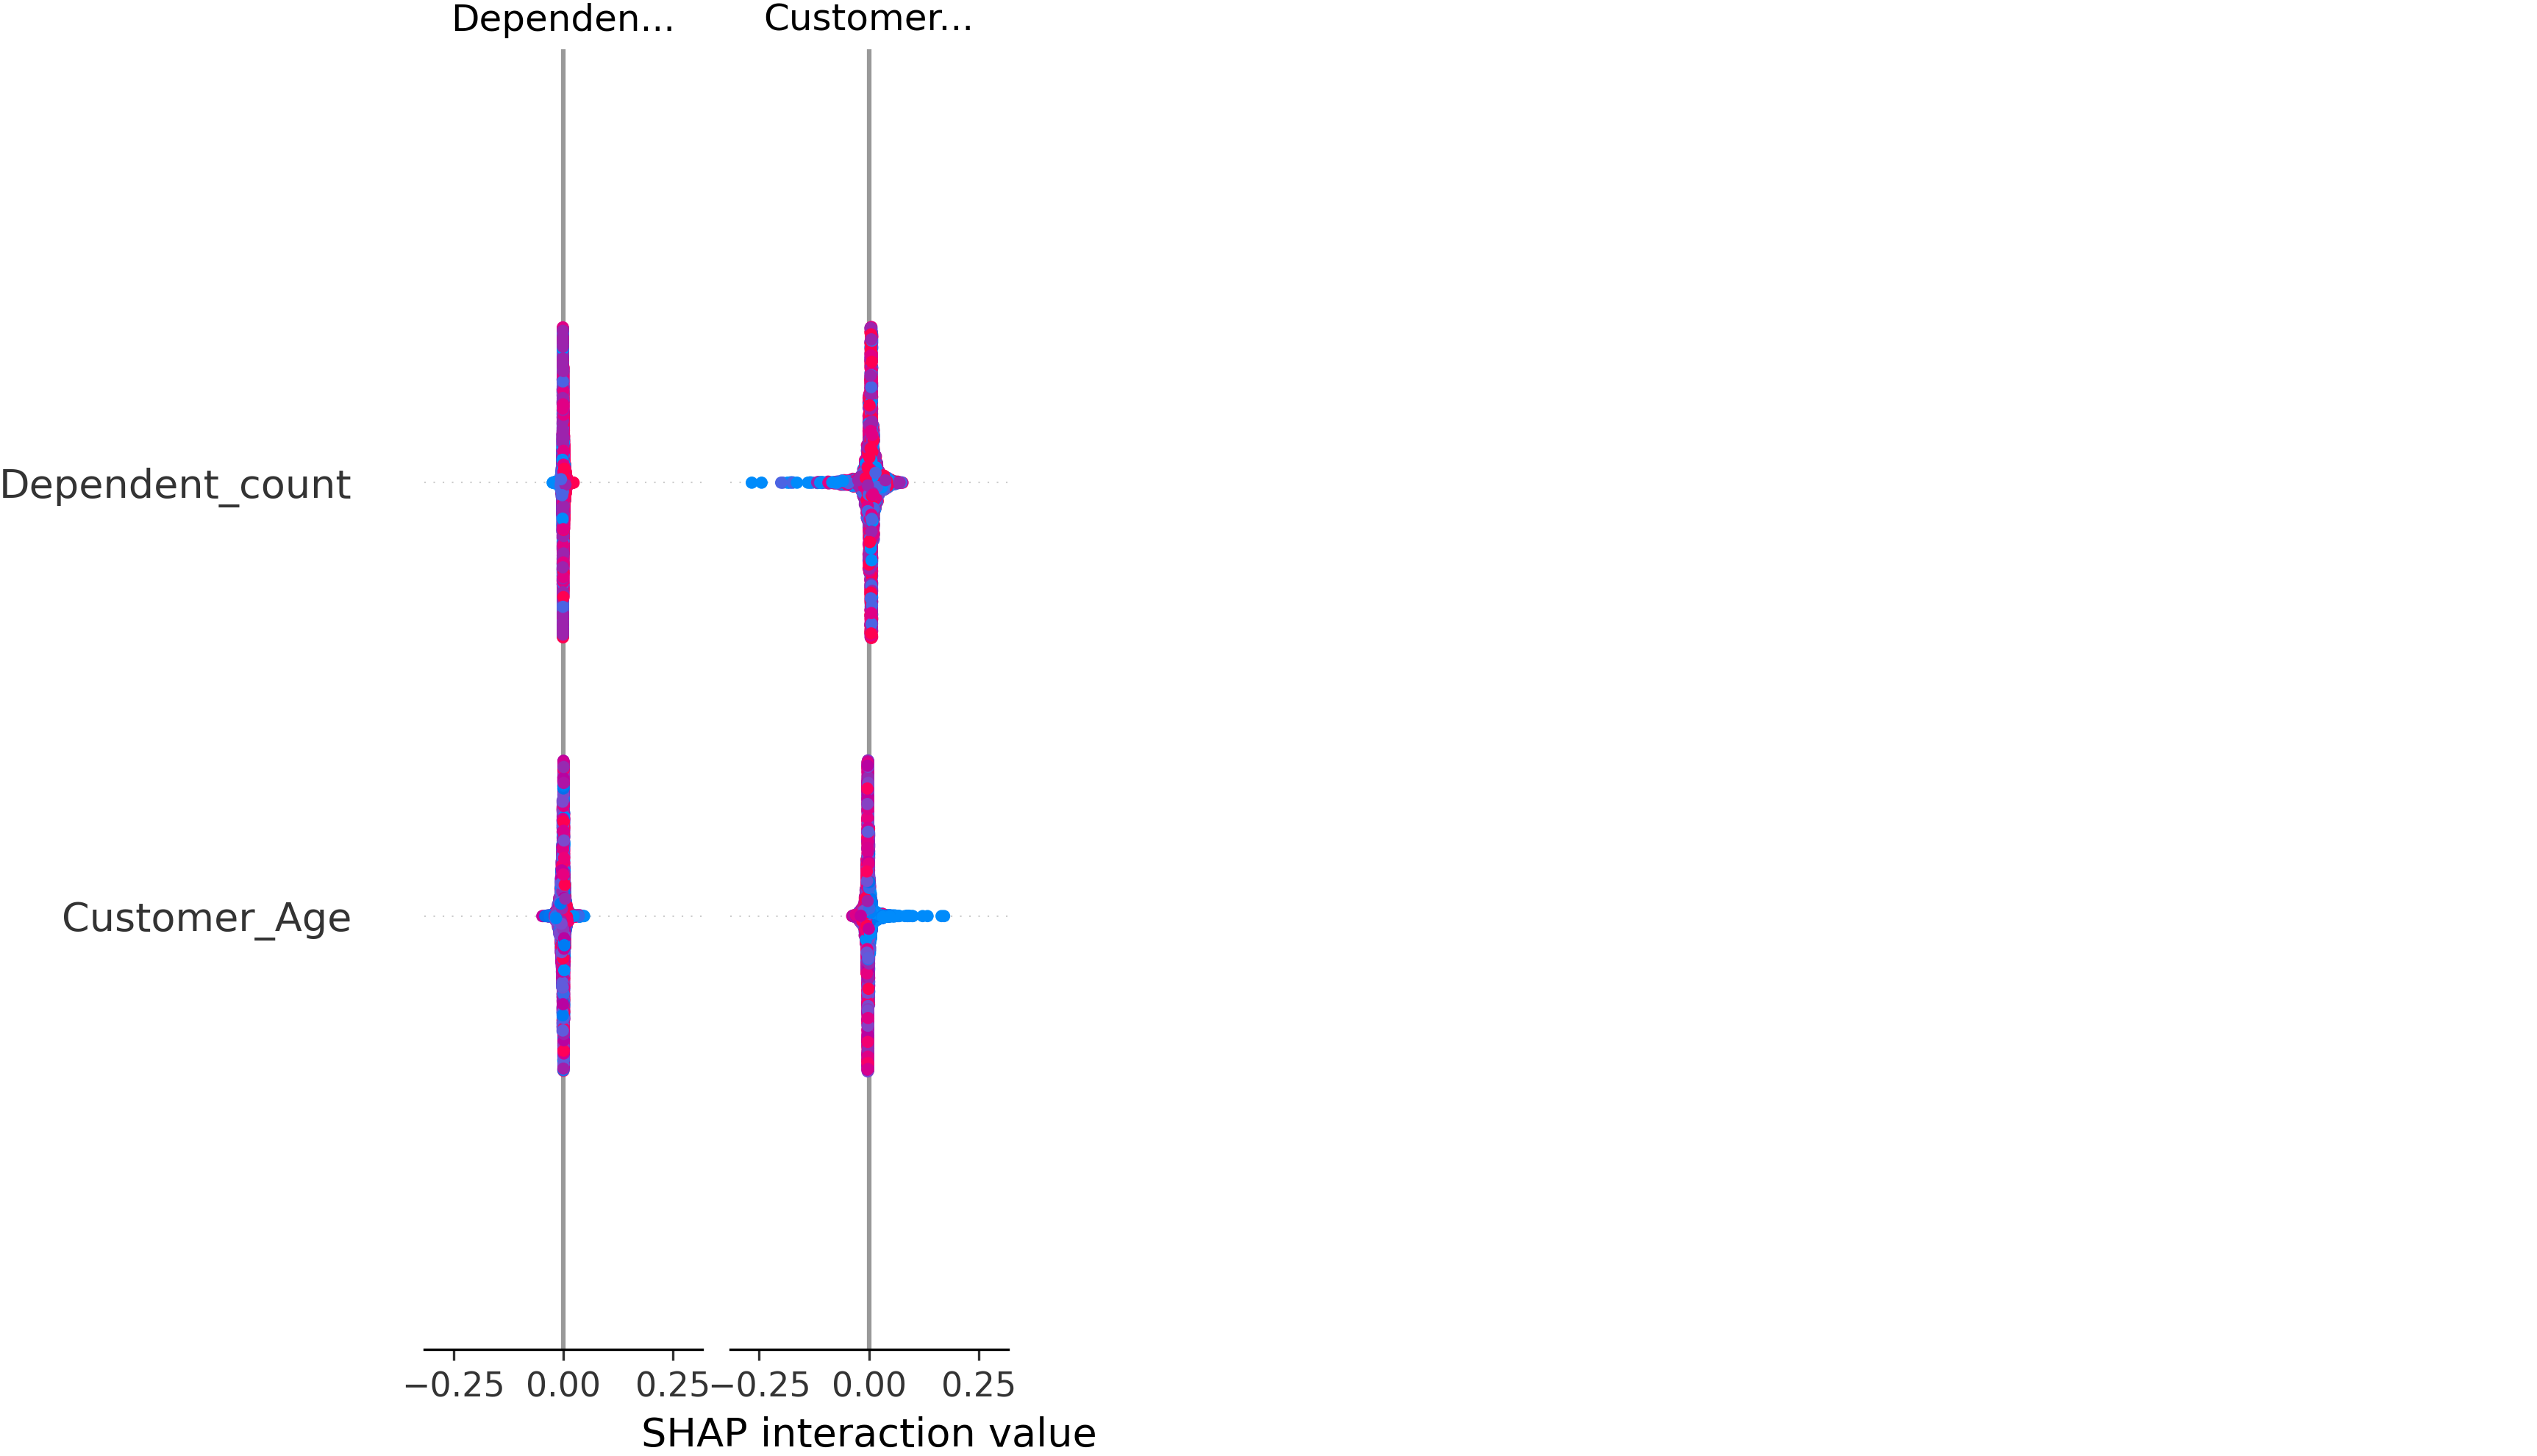 Dependen... Customer...
Dependent_count
Customer_Age
−0.25 0.00 0.25 −0.25 0.00 0.25
SHAP interaction value